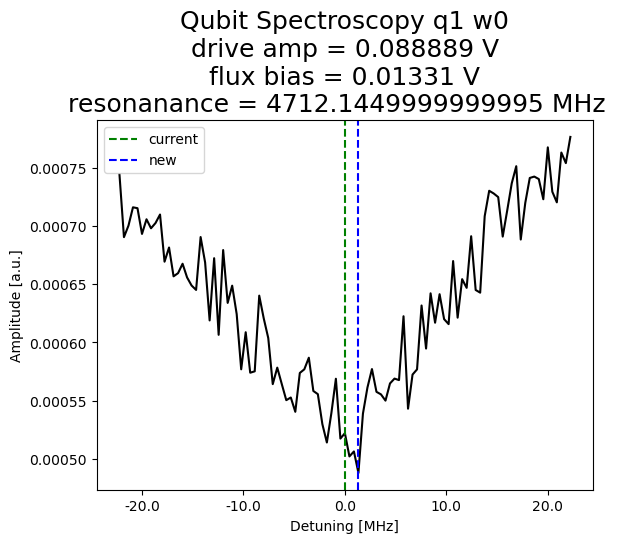 Qubit Spectroscopy q1 w0
drive amp = 0.088889 V
flux bias = 0.01331 V
resonanance = 4712.1449999999995 MHz
current
new
0.00075
0.00070
0.00065
0.00060
0.00055
0.00050
Amplitude [a.u.]
-20.0
-10.0
0.0
10.0
20.0
Detuning [MHz]